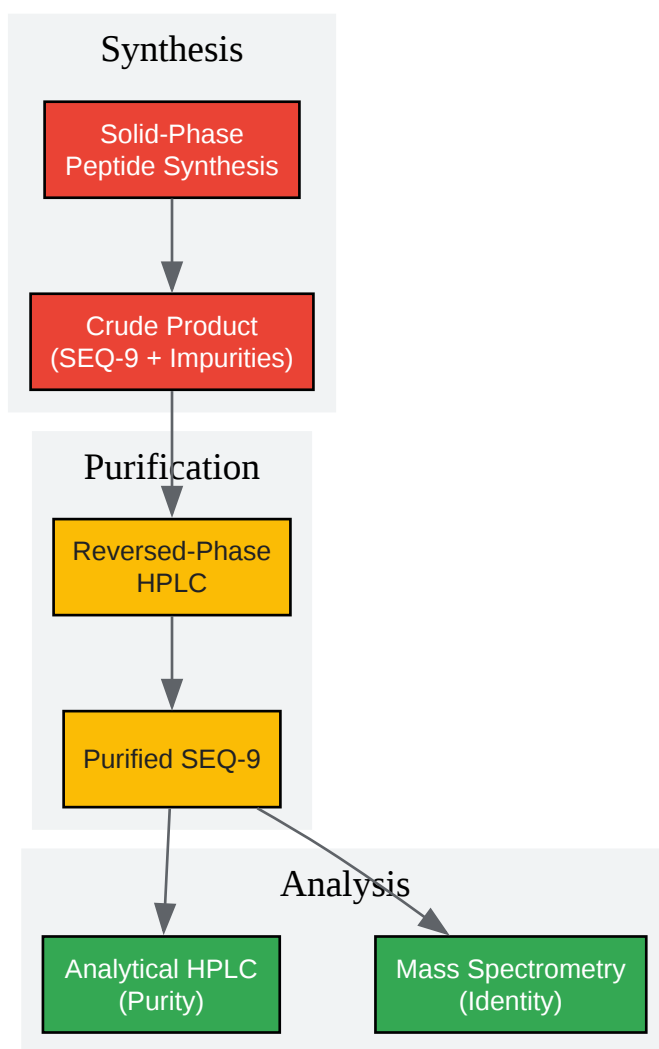 Synthesis
Solid-Phase
Peptide Synthesis
Crude Product
(SEQ-9 + Impurities)
Purification
Reversed-Phase
HPLC
Purified SEQ-9
Analysis
Analytical HPLC
(Purity)
Mass Spectrometry
(Identity)